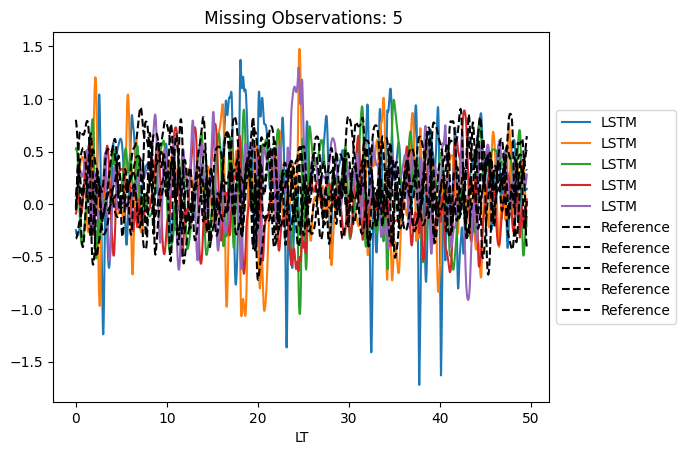 Missing Observations: 5
1.5
1.0
0.5
0.0
−0.5
−1.0
−1.5
0 10 20 30 40 50
LT
LSTM
LSTM
LSTM
LSTM
LSTM
Reference
Reference
Reference
Reference
Reference